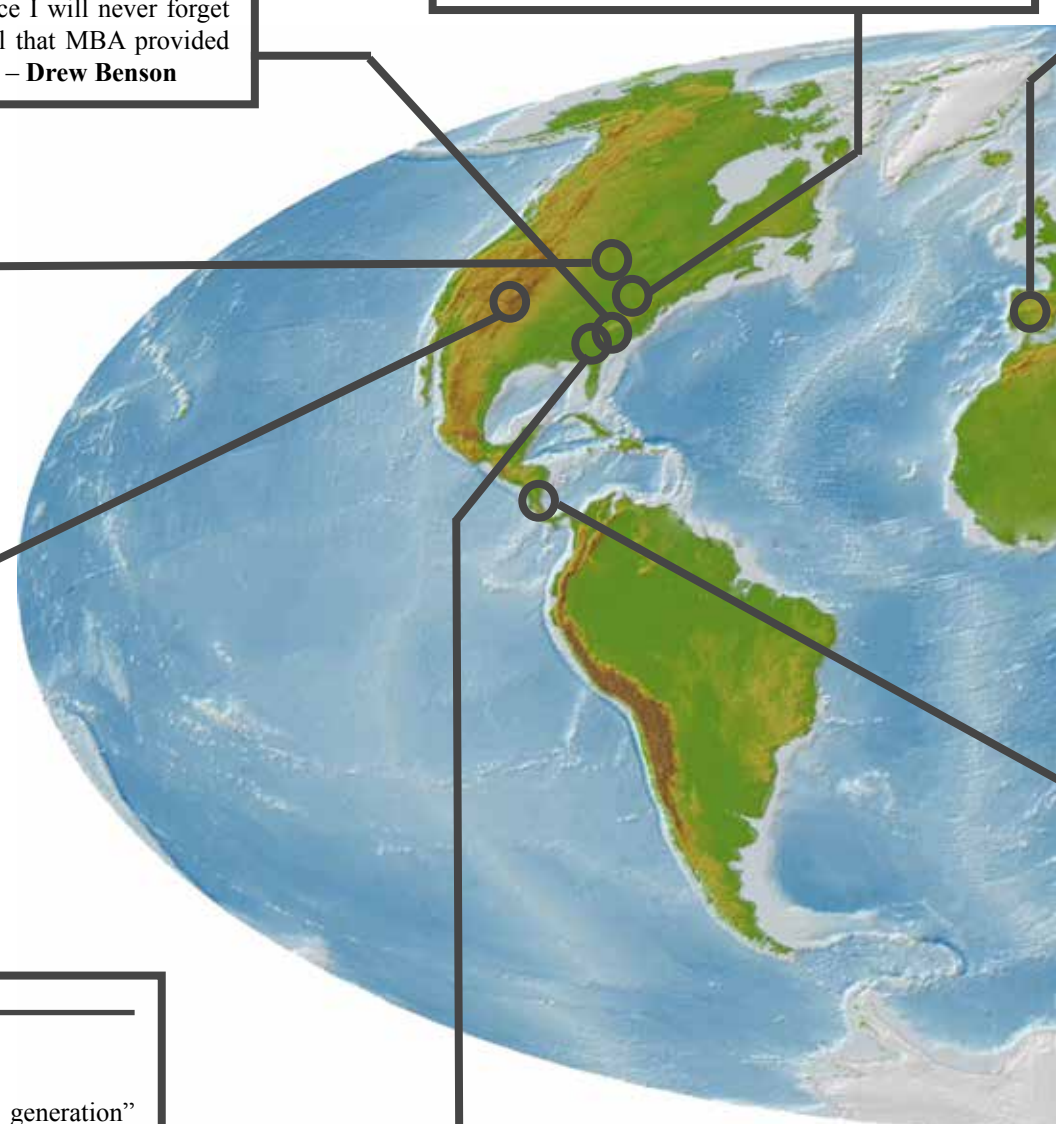 ce I will never forget
l that MBA provided
– Drew Benson
generation”